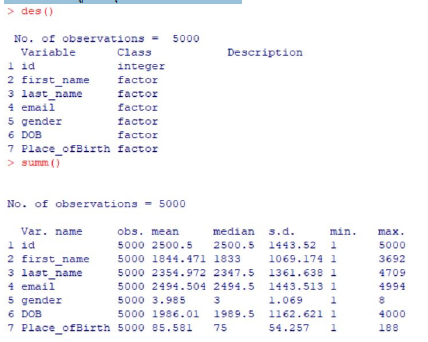 > des()
No. of observations = 5000
Variable Class Description
1 id integer
2 first_name factor
3 last_name factor
4 email factor
5 gender factor
6 DOB factor
7 Place_ofBirth factor
> summ()
No. of observations = 5000
Var. name obs. mean median s.d. min. max.
1 id 5000 2500.5 2500.5 1443.52 1 5000
2 first_name 5000 1844.471 1833 1069.174 1 3692
3 last_name 5000 2354.972 2347.5 1361.638 1 4709
4 email 5000 2494.504 2494.5 1443.513 1 4994
5 gender 5000 3.985 3 1.069 1 8
6 DOB 5000 1986.01 1989.5 1162.621 1 4000
7 Place_ofBirth 5000 85.581 75 54.257 1 188